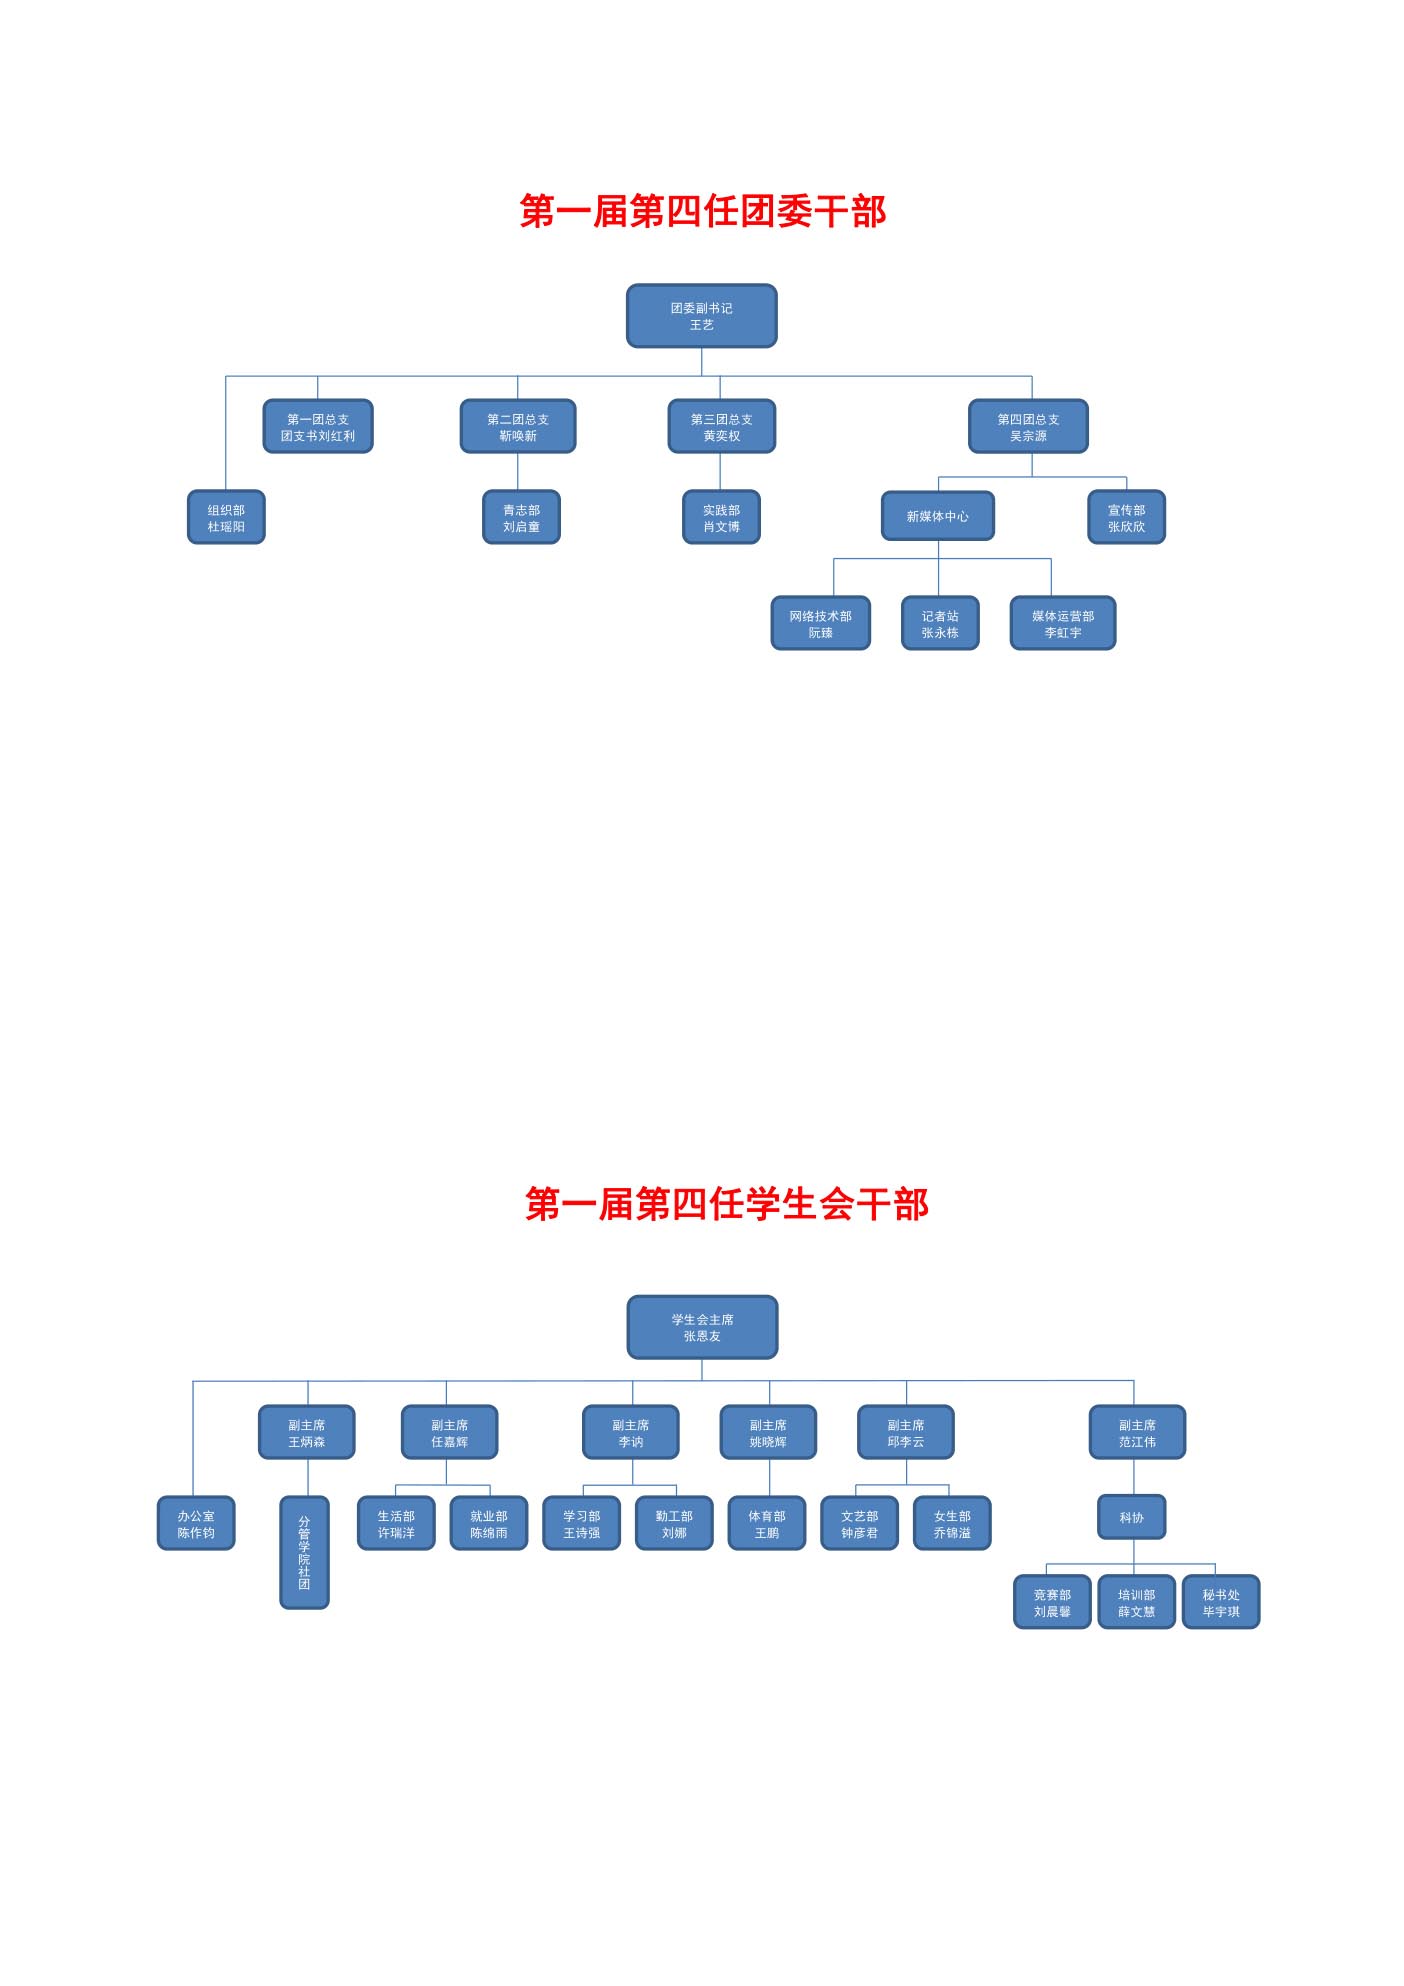 第一届第四任团委干部
团委副书记
王艺
第一团总支
团支书刘红利
第二团总支
靳唤新
第三团总支
黄奕权
第四团总支
吴宗源
组织部
杜瑶阳
青志部
刘启童
实践部
肖文博
新媒体中心
宣传部
张欣欣
网络技术部
阮臻
记者站
张永栋
媒体运营部
李虹宇
第一届第四任学生会干部
学生会主席
张恩友
副主席
王炳森
副主席
任嘉辉
副主席
李讷
副主席
姚晓辉
副主席
邱李云
副主席
范江伟
办公室
陈作钧
分管学院社团
生活部
许瑞洋
就业部
陈绵雨
学习部
王诗强
勤工部
刘娜
体育部
王鹏
文艺部
钟彦君
女生部
乔锦溢
科协
竞赛部
刘晨馨
培训部
薛文慧
秘书处
毕宇琪